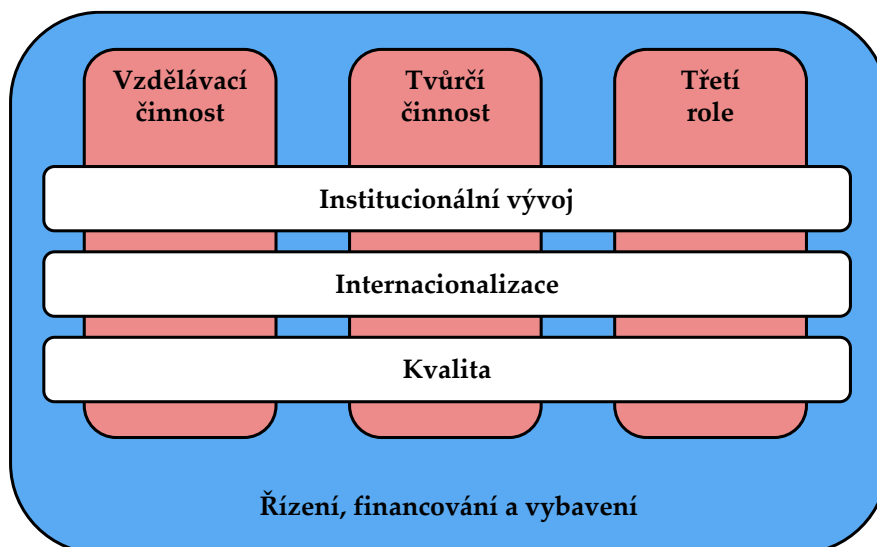 Vzdělávací
činnost
Tvůrčí
činnost
Třetí
role
Institucionální vývoj
Internacionalizace
Kvalita
Řízení, financování a vybavení